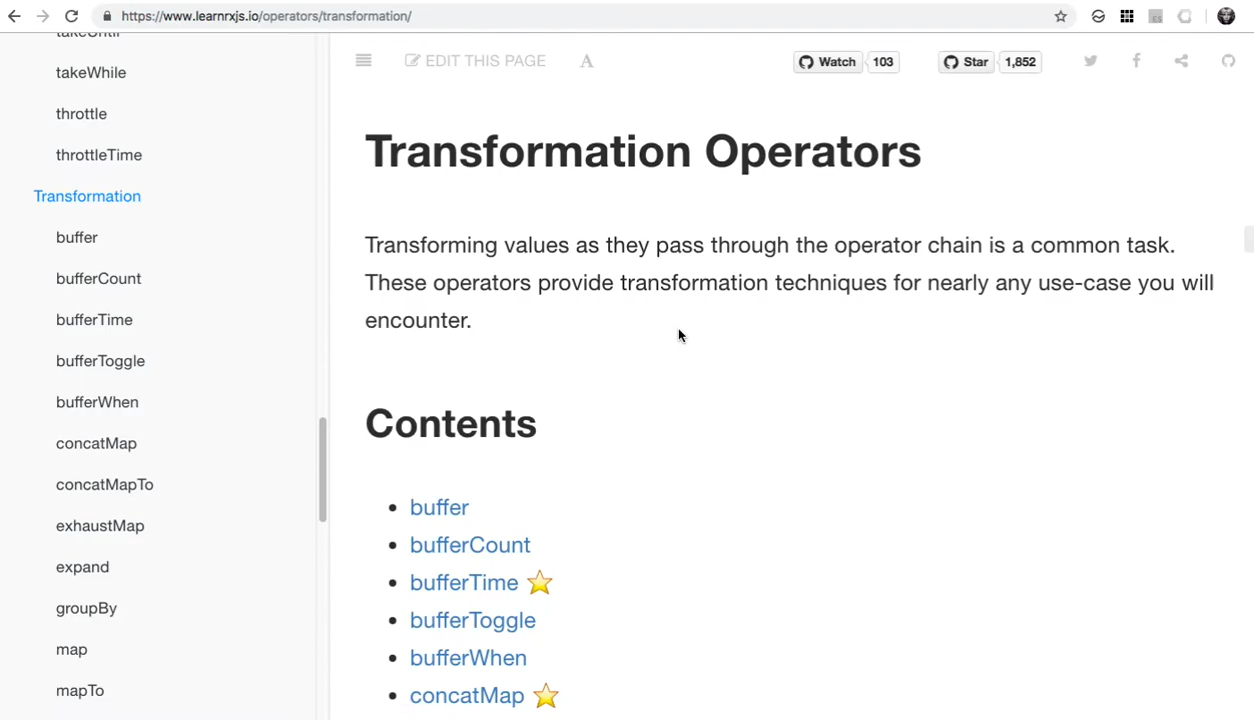 https://www.learnrxjs.io/operators/transformation/
takeUntil
takeWhile
throttle
throttleTime
Transformation
buffer
bufferCount
bufferTime
bufferToggle
bufferWhen
concatMap
concatMapTo
exhaustMap
expand
groupBy
map
mapTo
EDIT THIS PAGE
A
Watch 103
Star 1,852
Transformation Operators
Transforming values as they pass through the operator chain is a common task.
These operators provide transformation techniques for nearly any use-case you will
encounter.
Contents
buffer
bufferCount
bufferTime
bufferToggle
bufferWhen
concatMap